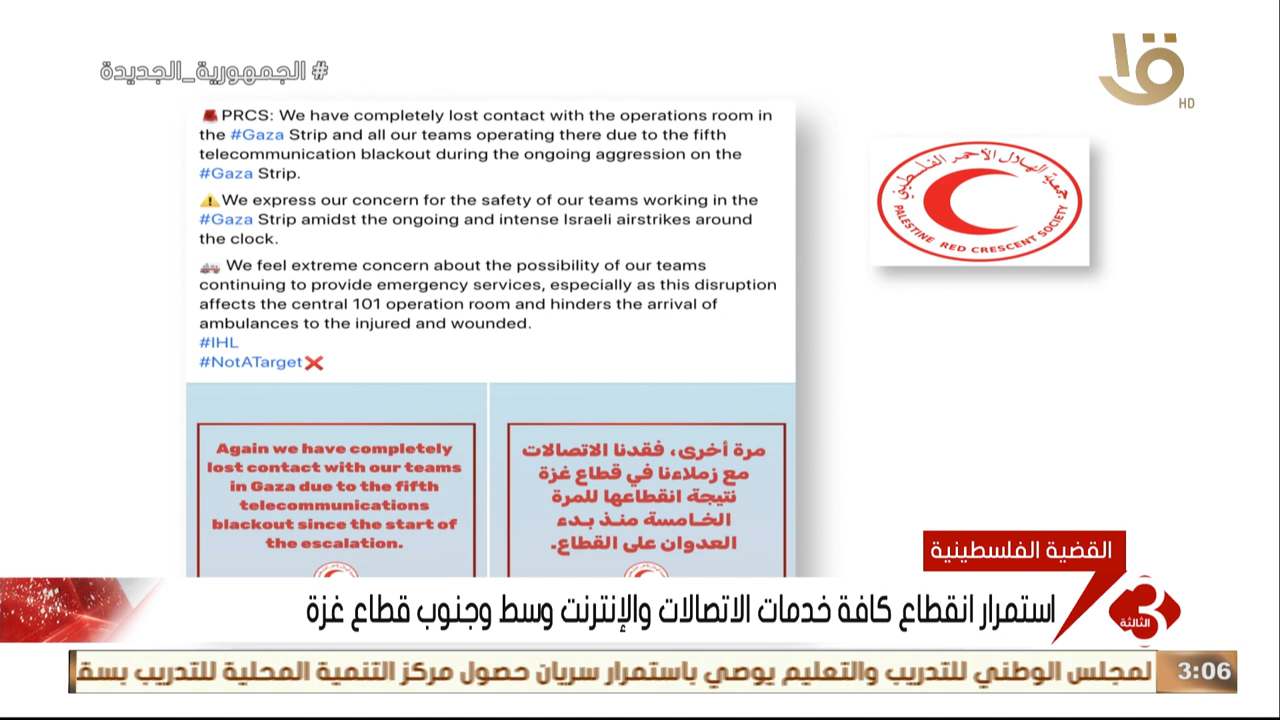 # الجمهورية_الجديدة
HD
PRCS: We have completely lost contact with the operations room in
the #Gaza Strip and all our teams operating there due to the fifth
telecommunication blackout during the ongoing aggression on the
#Gaza Strip.
We express our concern for the safety of our teams working in the
#Gaza Strip amidst the ongoing and intense Israeli airstrikes around
the clock.
We feel extreme concern about the possibility of our teams
continuing to provide emergency services, especially as this disruption
affects the central 101 operation room and hinders the arrival of
ambulances to the injured and wounded.
#IHL
#NotATarget
جمعية الهلال الأحمر الفلسطيني
PALESTINE RED CRESCENT SOCIETY
Again we have completely
lost contact with our teams
in Gaza due to the fifth
telecommunications
blackout since the start of
the escalation.
مرة أخرى، فقدنا الاتصالات
مع زملاءنا في قطاع غزة
نتيجة انقطاعها للمرة
الخامسة منذ بدء
العدوان على القطاع.
القضية الفلسطينية
3
الثالثة
استمرار انقطاع كافة خدمات الاتصالات والإنترنت وسط وجنوب قطاع غزة
3:06
لمجلس الوطني للتدريب والتعليم يوصي باستمرار سريان حصول مركز التنمية المحلية للتدريب بسق